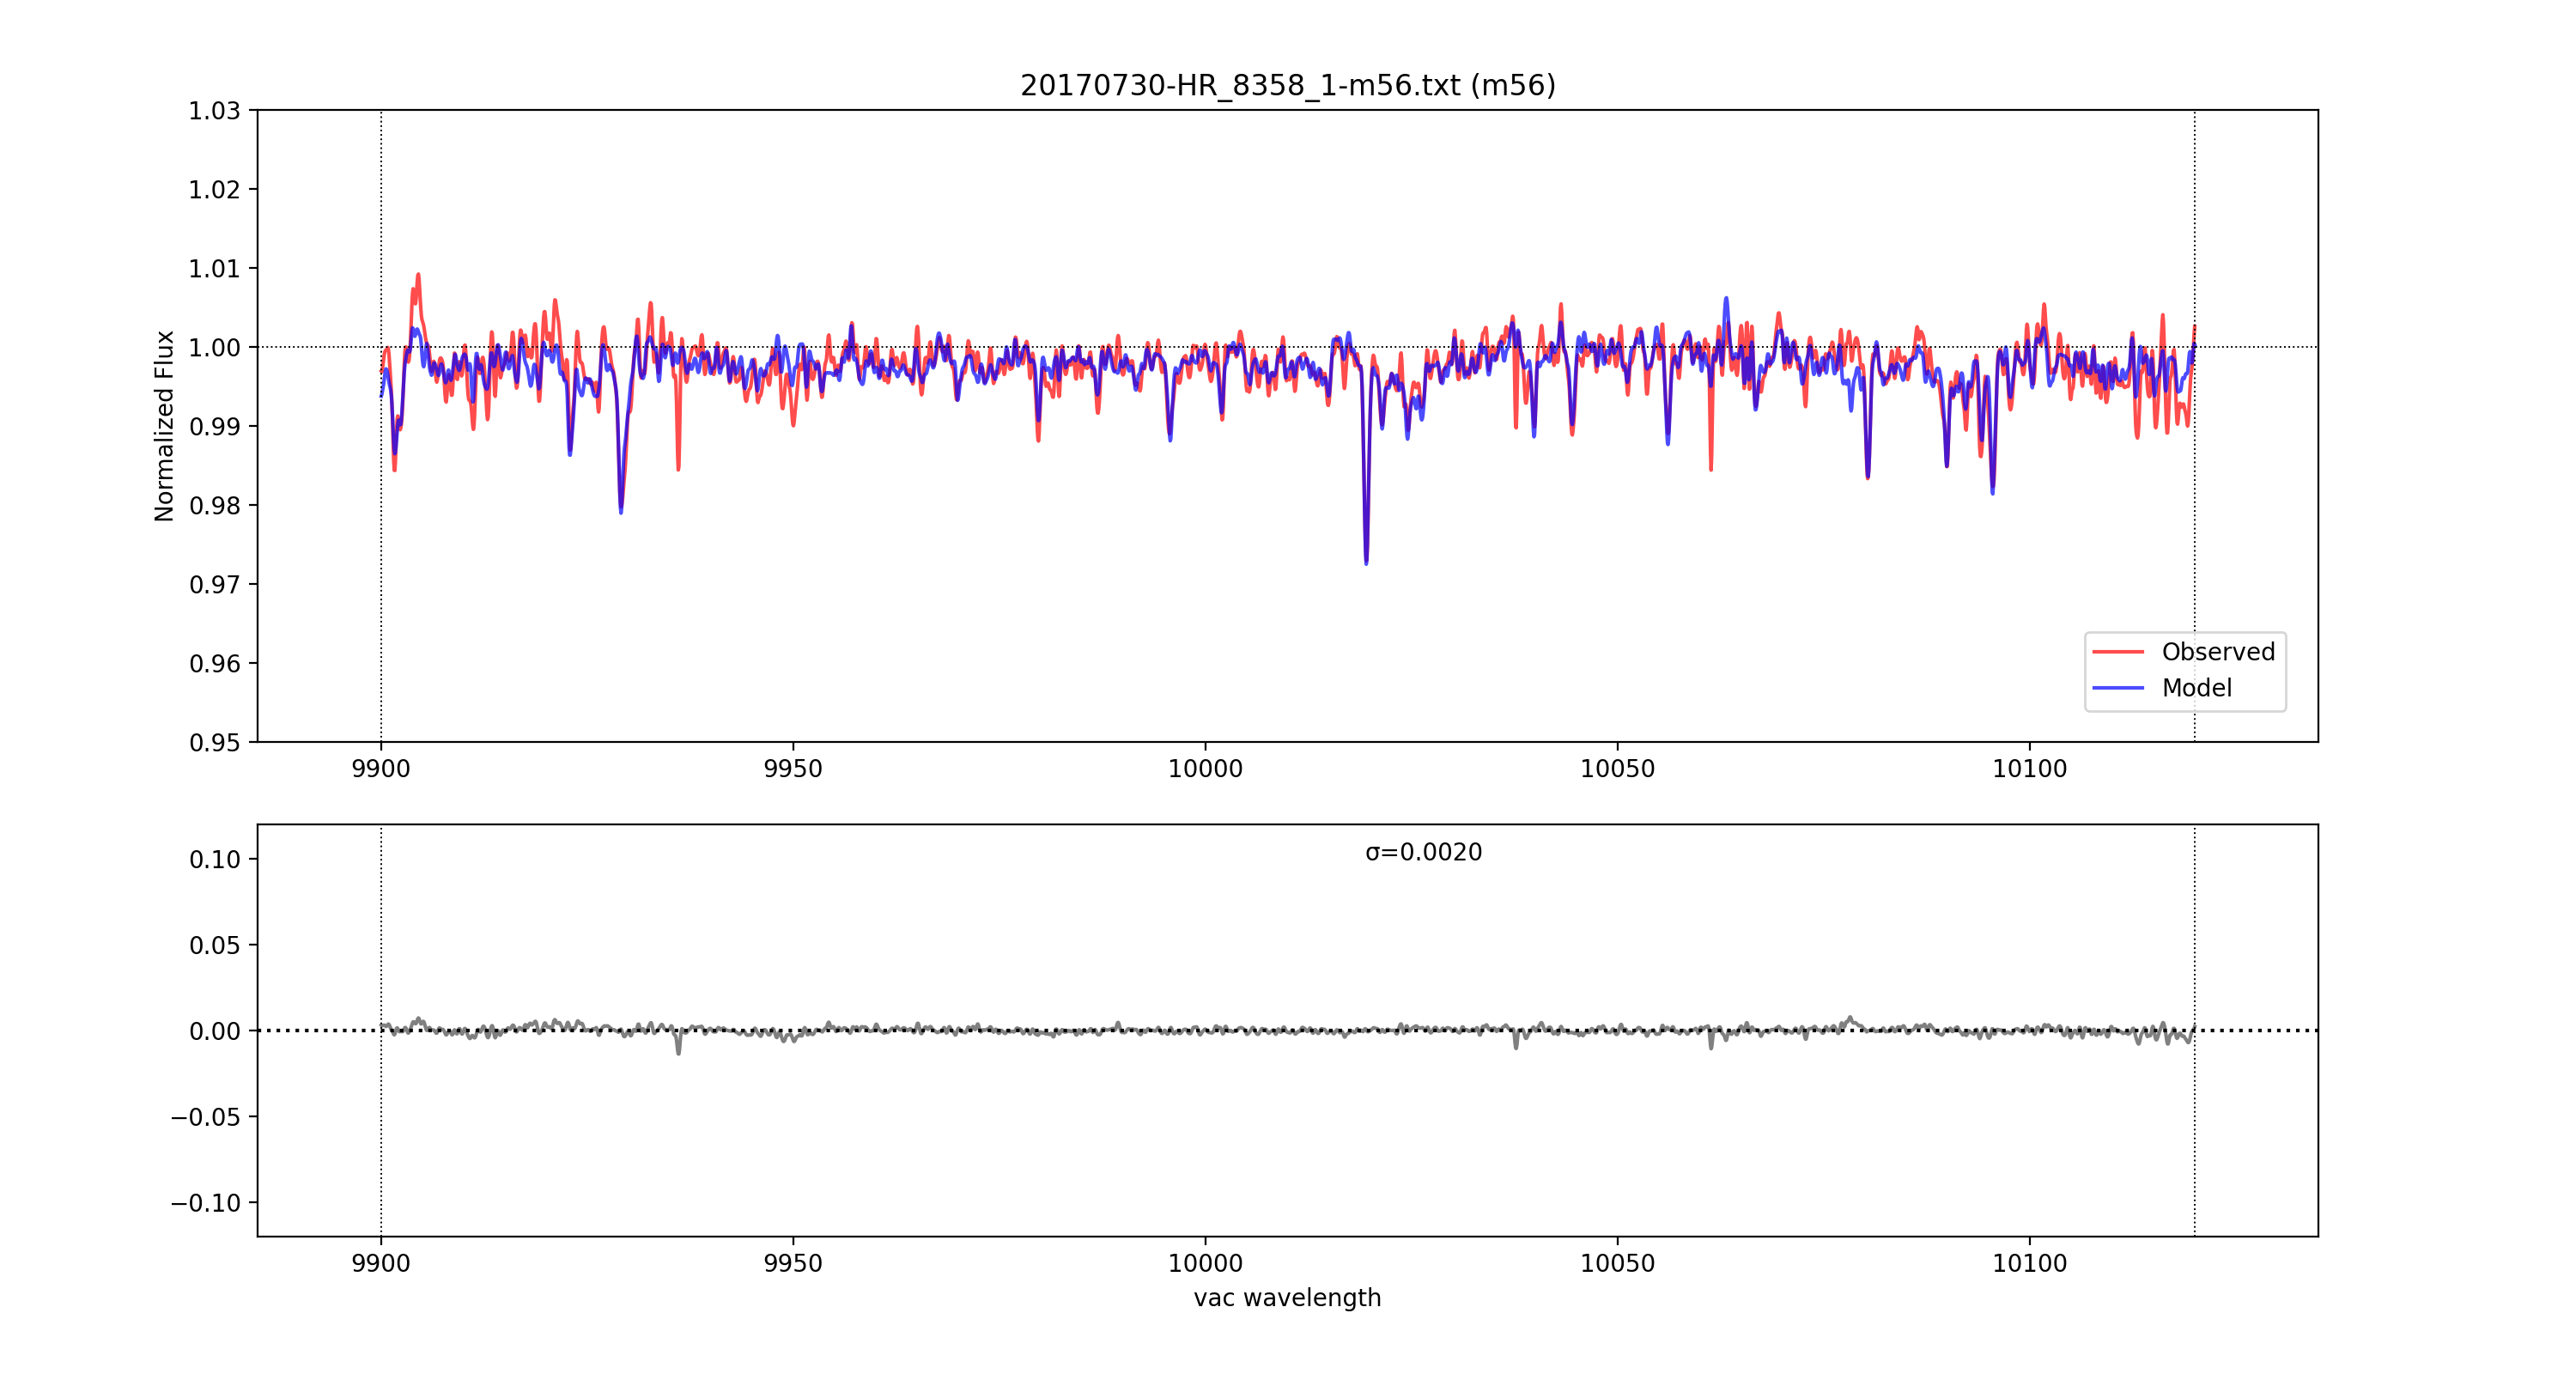 20170730-HR_8358_1-m56.txt (m56)
Normalized Flux
1.03
1.02
1.01
1.00
0.99
0.98
0.97
0.96
0.95
Observed
Model
9900 9950 10000 10050 10100
σ=0.0020
0.10
0.05
0.00
−0.05
−0.10
9900 9950 10000 10050 10100
vac wavelength